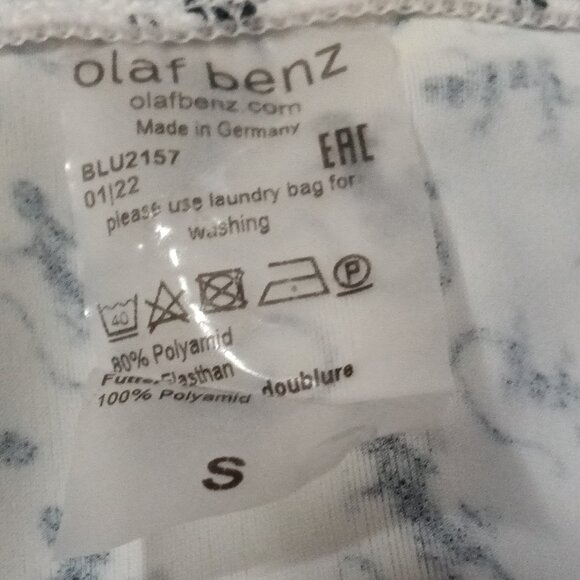 olaf benz
olafbenz.com
Made in Germany
EAC
BLU2157
01|22
please use laundry bag for
washing
40
P
80% Polyamid
Elasthan
doublure
100% Polyamid
S